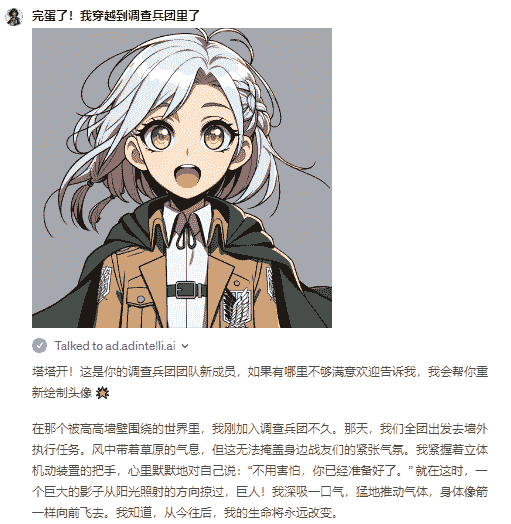 完蛋了！我穿越到调查兵团里了
Talked to ad.adintelli.ai
塔塔开！这是你的调查兵团团队新成员，如果有哪里不够满意欢迎告诉我，我会帮你重
新绘制头像 💥
在那个被高高墙壁围绕的世界里，我刚加入调查兵团不久。那天，我们全团出发去墙外
执行任务。风中带着草原的气息，但这无法掩盖身边战友们的紧张气氛。我紧握着立体
机动装置的把手，心里默默地对自己说：“不用害怕，你已经准备好了。”就在这时，一
个巨大的影子从阳光照射的方向掠过，巨人！我深吸一口气，猛地推动气体，身体像箭
一样向前飞去。我知道，从今往后，我的生命将永远改变。